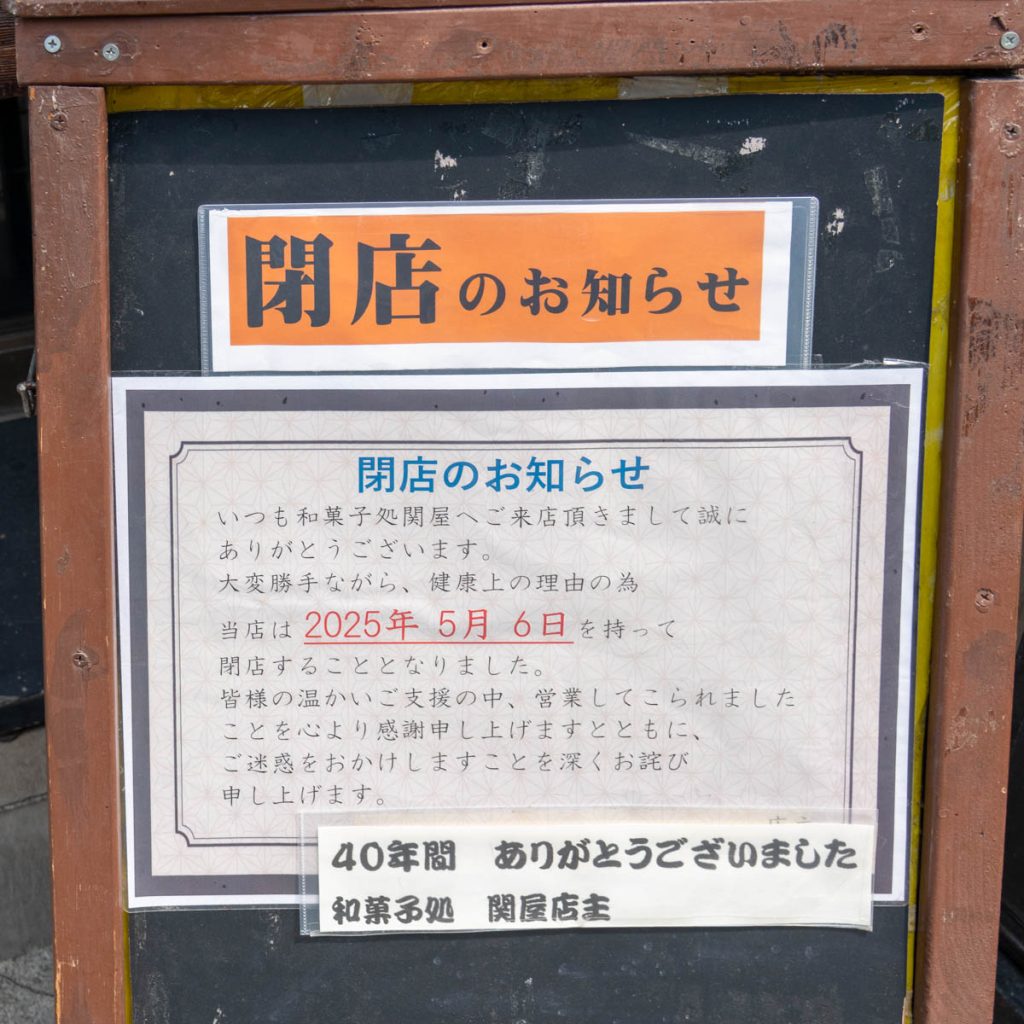 閉店のお知らせ
閉店のお知らせ
いつも和菓子処関屋へご来店頂きまして誠に
ありがとうございます。
大変勝手ながら、健康上の理由の為
当店は 2025年 5月 6日 を持って
閉店することとなりました。
皆様の温かいご支援の中、営業してこられました
ことを心より感謝申し上げますとともに、
ご迷惑をおかけしますことを深くお詫び
申し上げます。
40年間 ありがとうございました
和菓子処 関屋店主